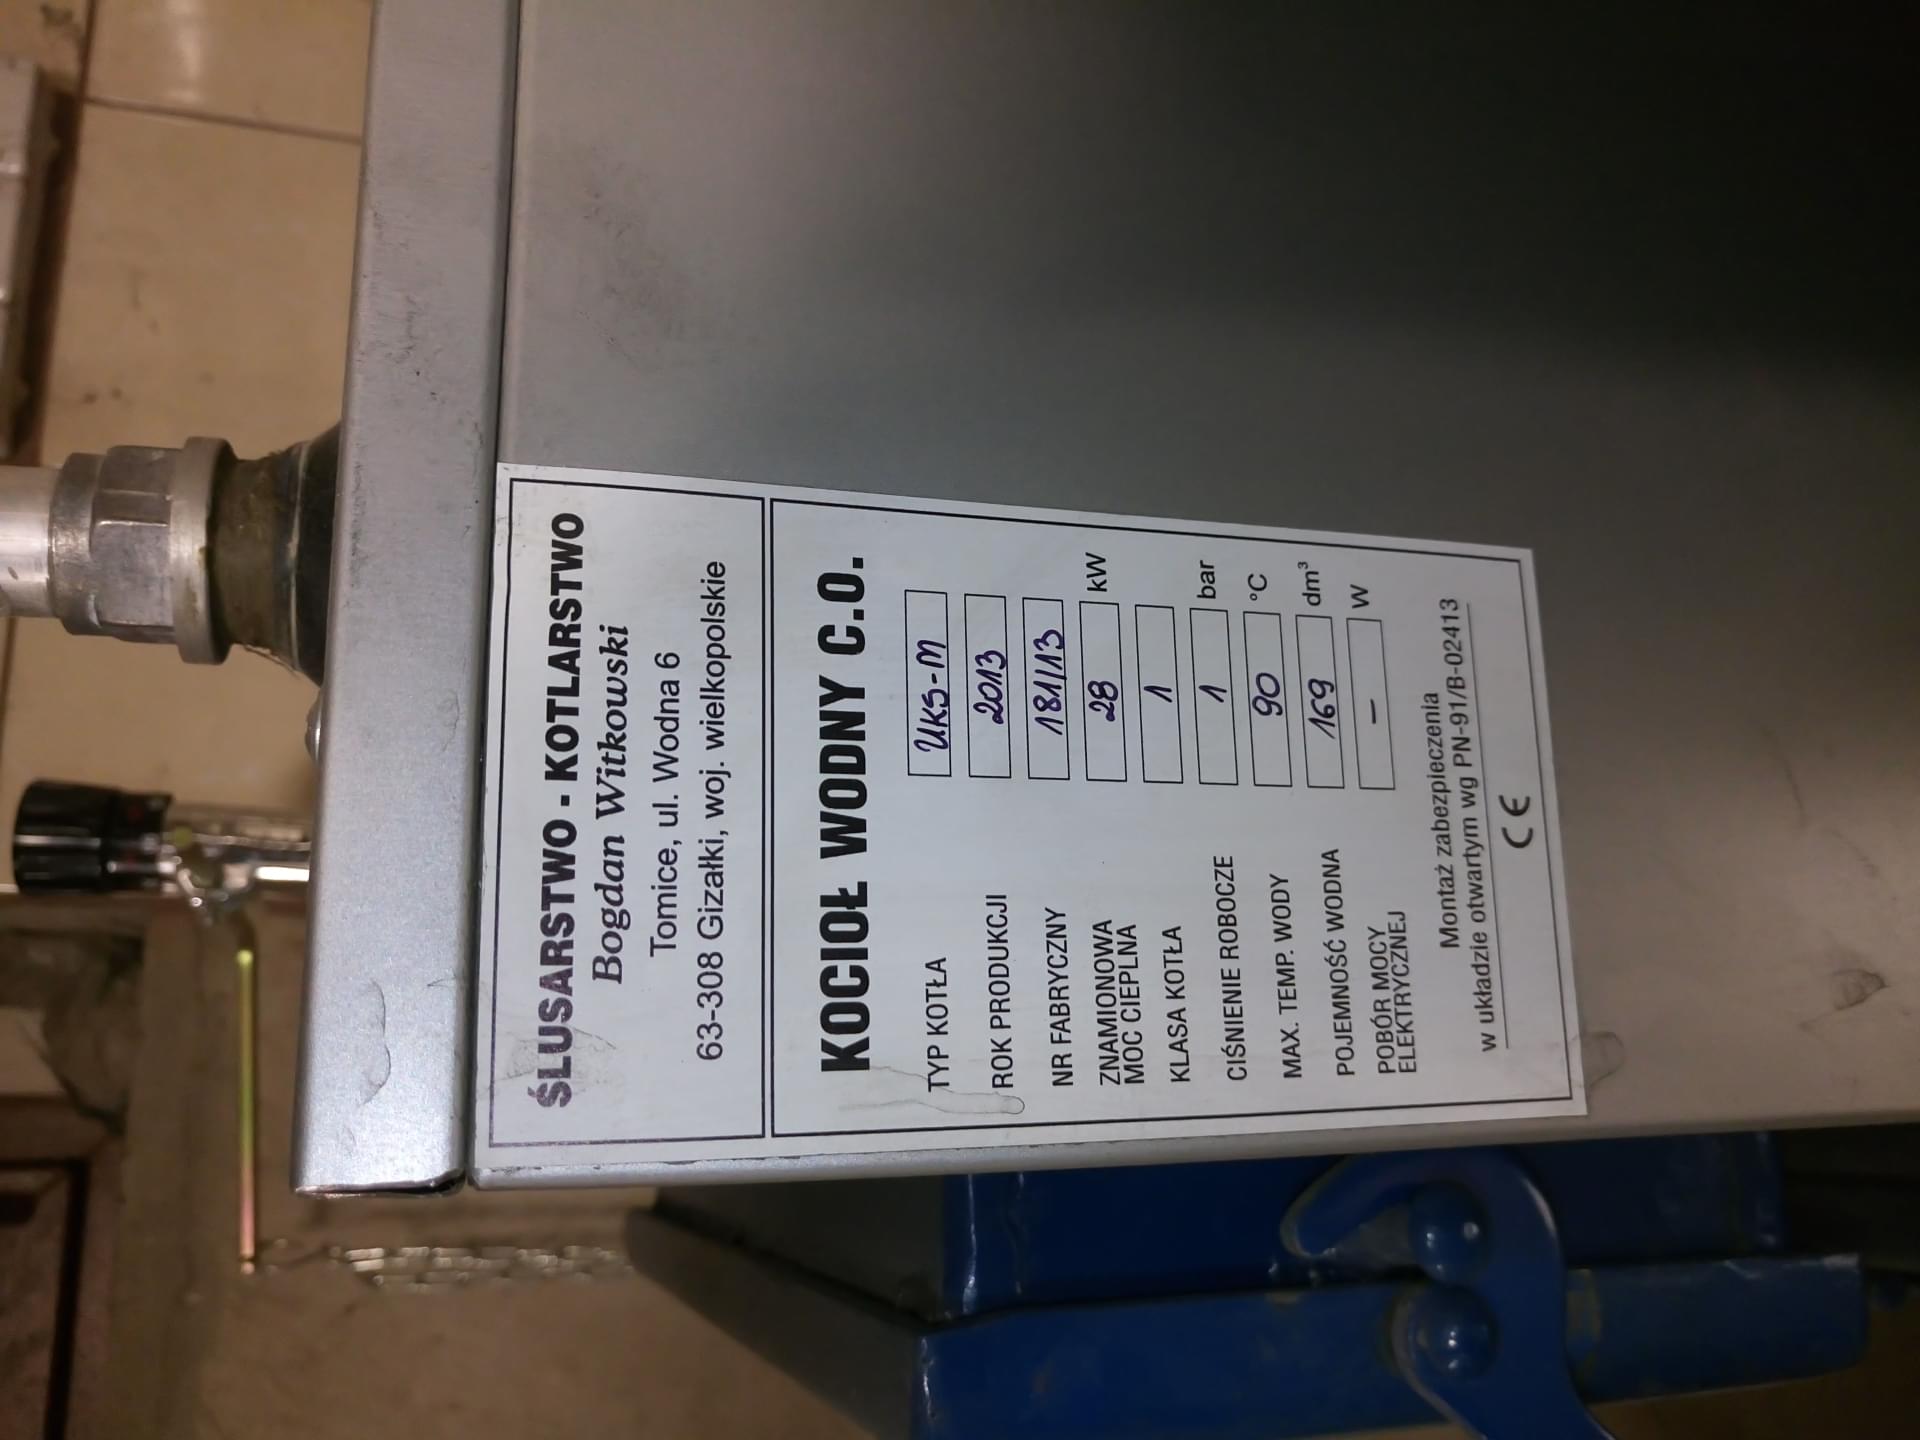 ŚLUSARSTWO - KOTLARSTWO
Bogdan Witkowski
Tomice, ul. Wodna 6
63-308 Gizałki, woj. wielkopolskie
KOCIOŁ WODNY C.O.
TYP KOTŁA UKS-M
ROK PRODUKCJI 2013
NR FABRYCZNY 181/13
ZNAMIONOWA
MOC CIEPLNA 28 kW
KLASA KOTŁA 1
CIŚNIENIE ROBOCZE 1 bar
MAX. TEMP. WODY 90 °C
POJEMNOŚĆ WODNA 169 dm³
POBÓR MOCY
ELEKTRYCZNEJ – W
Montaż zabezpieczenia
w układzie otwartym wg PN-91/B-02413
CE